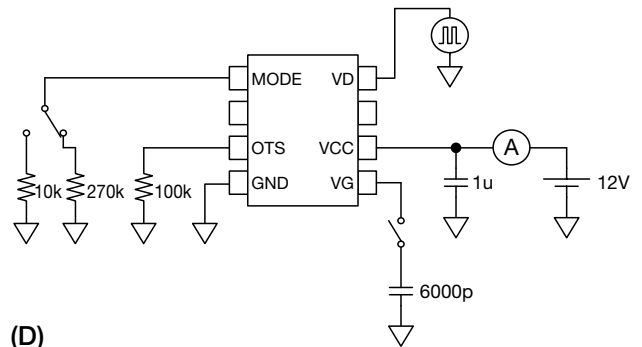 MODE VD
OTS VCC A
10k 270k 100k GND VG 1u 12V
6000p
(D)